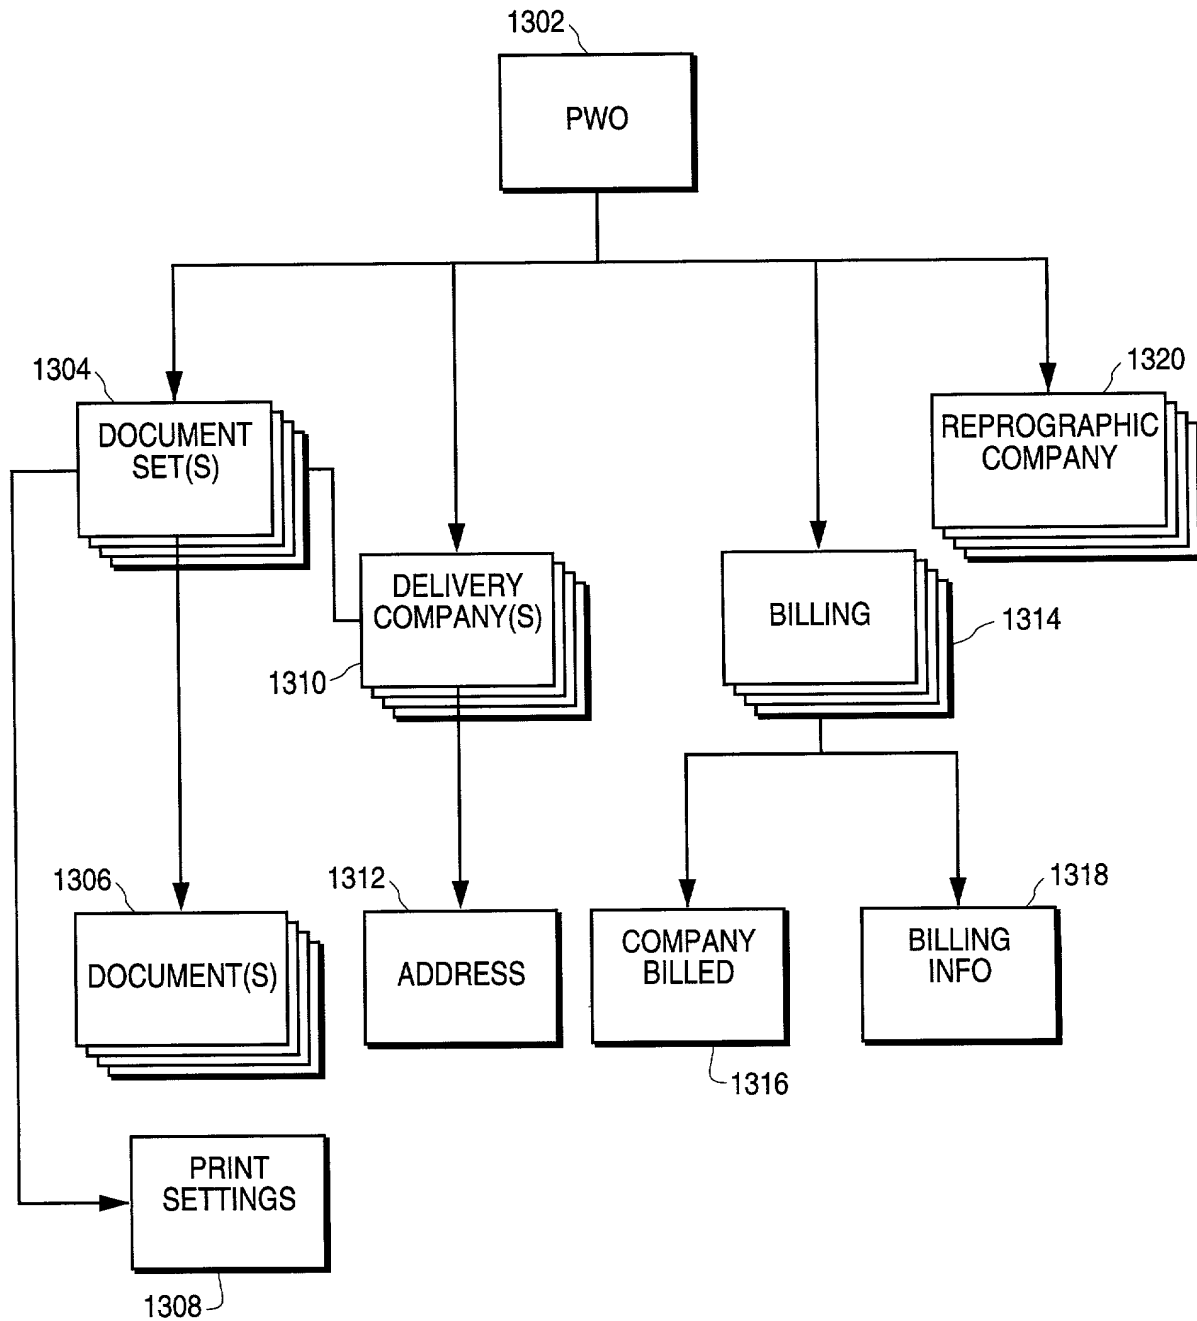 1302
PWO
1304
DOCUMENT
SET(S)
1320
REPROGRAPHIC
COMPANY
DELIVERY
COMPANY(S)
1310
BILLING
1314
1306
DOCUMENT(S)
1312
ADDRESS
COMPANY
BILLED
1316
1318
BILLING
INFO
PRINT
SETTINGS
1308